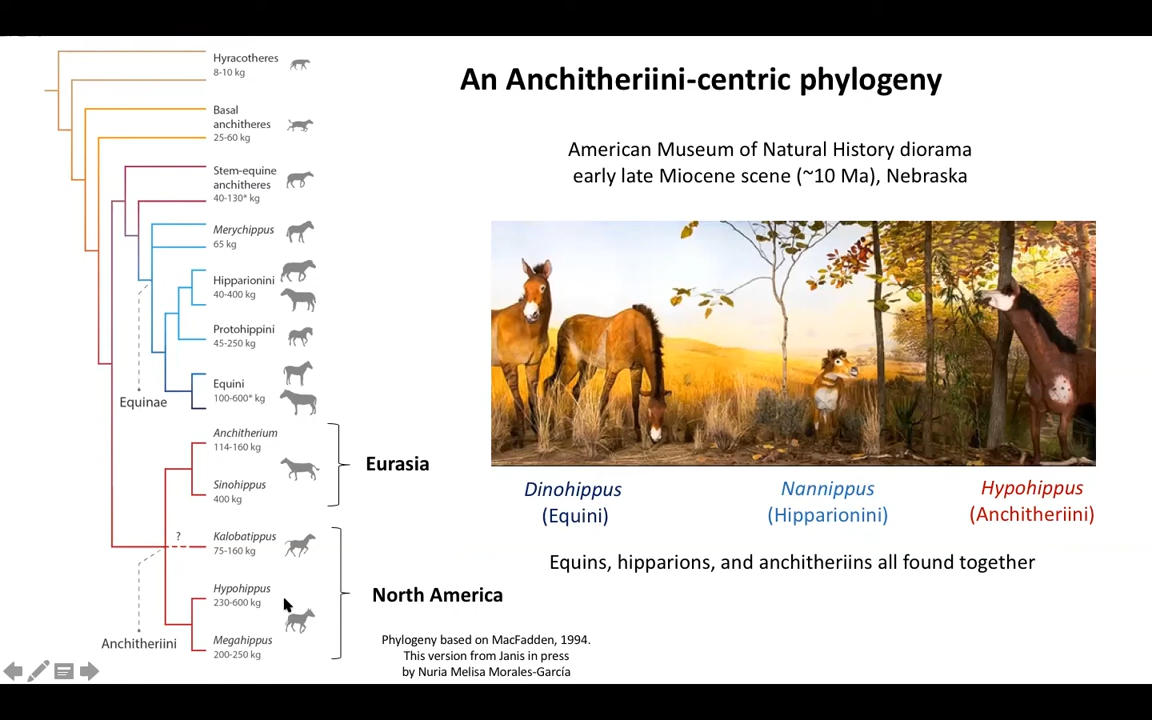 An Anchitheriini-centric phylogeny
Hyracotheres
8-10 kg
Basal
anchitheres
25-60 kg
Stem-equine
anchitheres
40-130* kg
Merychippus
65 kg
Hipparionini
40-400 kg
Protohippini
45-250 kg
Equini
100-600* kg
Equinae
Anchitherium
114-160 kg
Sinohippus
400 kg
Eurasia
?
Kalobatippus
75-160 kg
Hypohippus
230-600 kg
North America
Megahippus
200-250 kg
Anchitheriini
American Museum of Natural History diorama
early late Miocene scene (~10 Ma), Nebraska
Dinohippus
(Equini)
Nannippus
(Hipparionini)
Hypohippus
(Anchitheriini)
Equins, hipparions, and anchitheriins all found together
Phylogeny based on MacFadden, 1994.
This version from Janis in press
by Nuria Melisa Morales-García